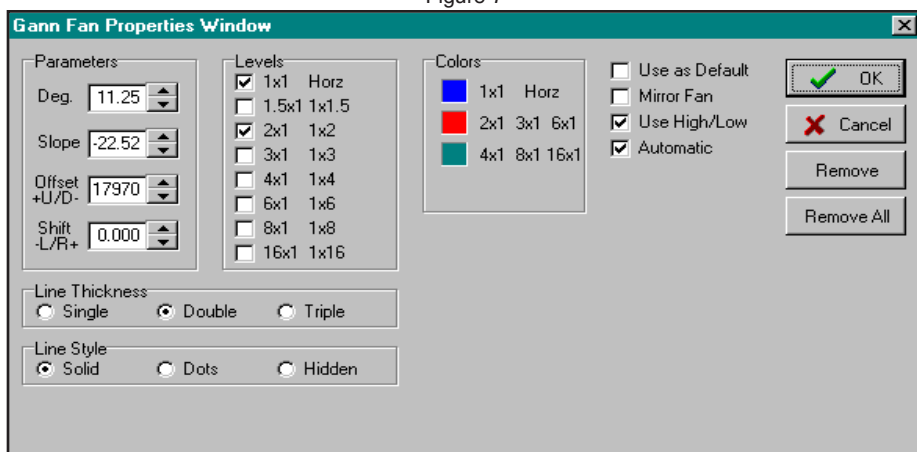 Gann Fan Properties Window
Parameters
Deg. 11.25
Slope -22.52
Offset
+U/D- 17970
Shift
-L/R+ 0.000
Levels
1x1 Horz
1.5x1 1x1.5
2x1 1x2
3x1 1x3
4x1 1x4
6x1 1x6
8x1 1x8
16x1 1x16
Colors
1x1 Horz
2x1 3x1 6x1
4x1 8x1 16x1
Use as Default
Mirror Fan
Use High/Low
Automatic
OK
Cancel
Remove
Remove All
Line Thickness
Single Double Triple
Line Style
Solid Dots Hidden